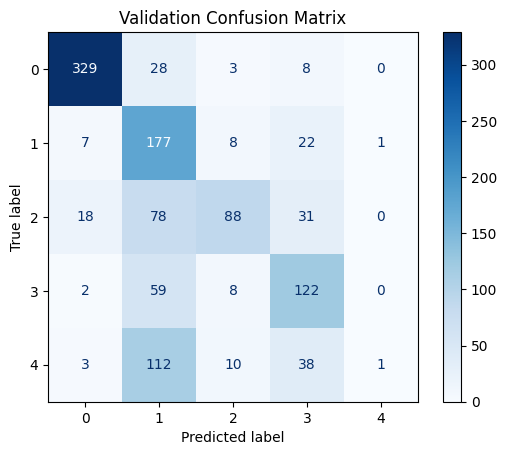 Validation Confusion Matrix
True label
0 329 28 3 8 0
1 7 177 8 22 1
2 18 78 88 31 0
3 2 59 8 122 0
4 3 112 10 38 1
0 1 2 3 4
Predicted label
300
250
200
150
100
50
0